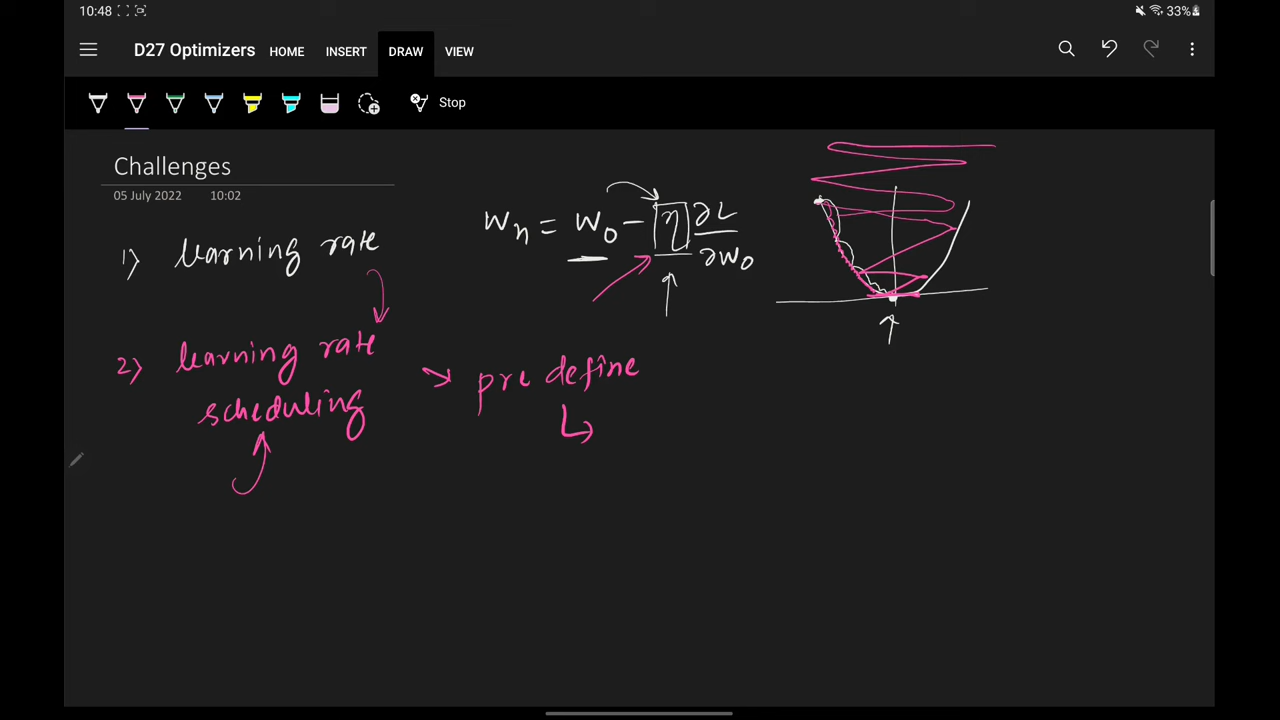 10:48
33%
D27 Optimizers HOME INSERT DRAW VIEW
Stop
Challenges
05 July 2022 10:02
1) learning rate
Wn = W0 - η ∂L/∂W0
2) learning rate
scheduling
pre define